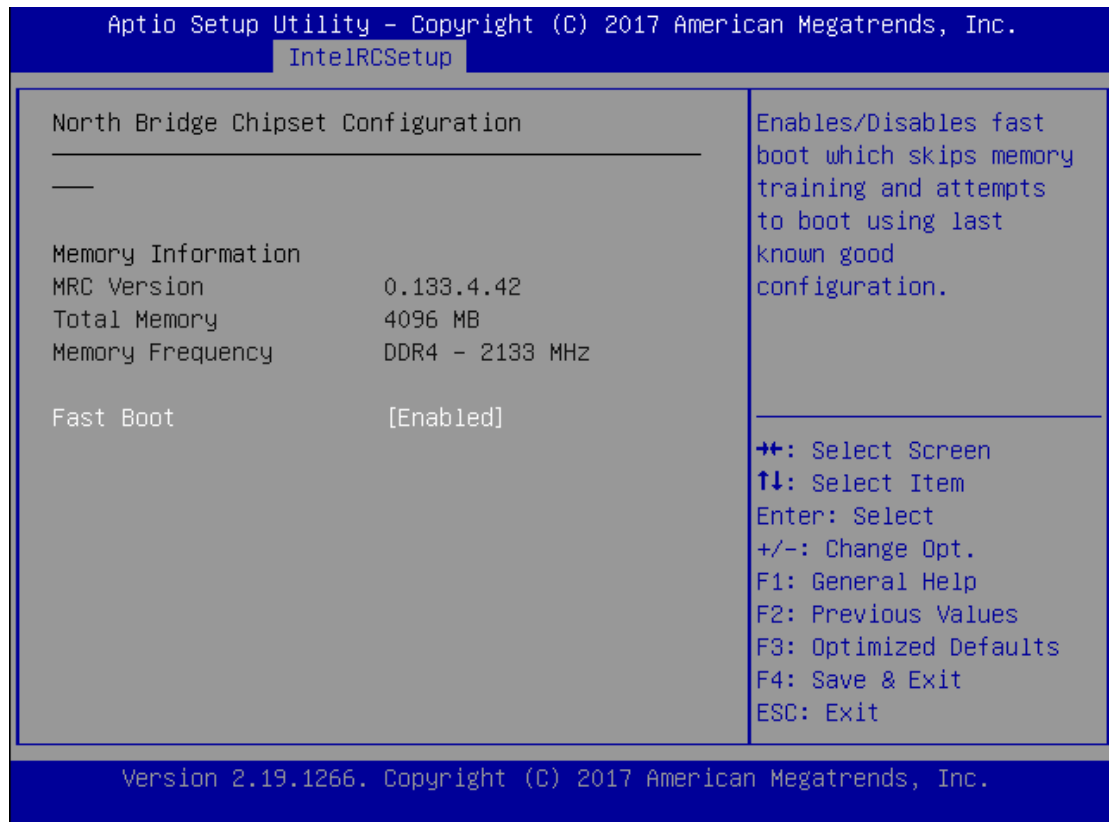 Aptio Setup Utility – Copyright (C) 2017 American Megatrends, Inc.
IntelRCSetup
North Bridge Chipset Configuration
Memory Information
MRC Version 0.133.4.42
Total Memory 4096 MB
Memory Frequency DDR4 – 2133 MHz
Fast Boot [Enabled]
Enables/Disables fast
boot which skips memory
training and attempts
to boot using last
known good
configuration.
→←: Select Screen
↑↓: Select Item
Enter: Select
+/-: Change Opt.
F1: General Help
F2: Previous Values
F3: Optimized Defaults
F4: Save & Exit
ESC: Exit
Version 2.19.1266. Copyright (C) 2017 American Megatrends, Inc.